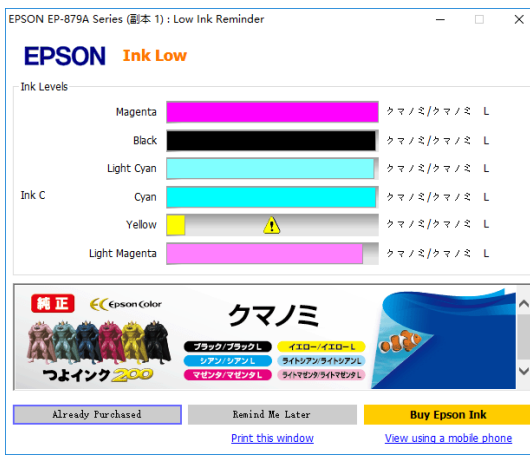 EPSON EP-879A Series (副本 1) : Low Ink Reminder
EPSON Ink Low
Ink Levels
Magenta クマノミ/クマノミ L
Black クマノミ/クマノミ L
Light Cyan クマノミ/クマノミ L
Ink C Cyan クマノミ/クマノミ L
Yellow クマノミ/クマノミ L
Light Magenta クマノミ/クマノミ L
純正 Epson Color
クマノミ
ブラック/ブラックL イエロー/イエローL
シアン/シアンL ライトシアン/ライトシアンL
マゼンタ/マゼンタL ライトマゼンタ/ライトマゼンタL
つよインク200
Already Purchased Remind Me Later Buy Epson Ink
Print this window View using a mobile phone